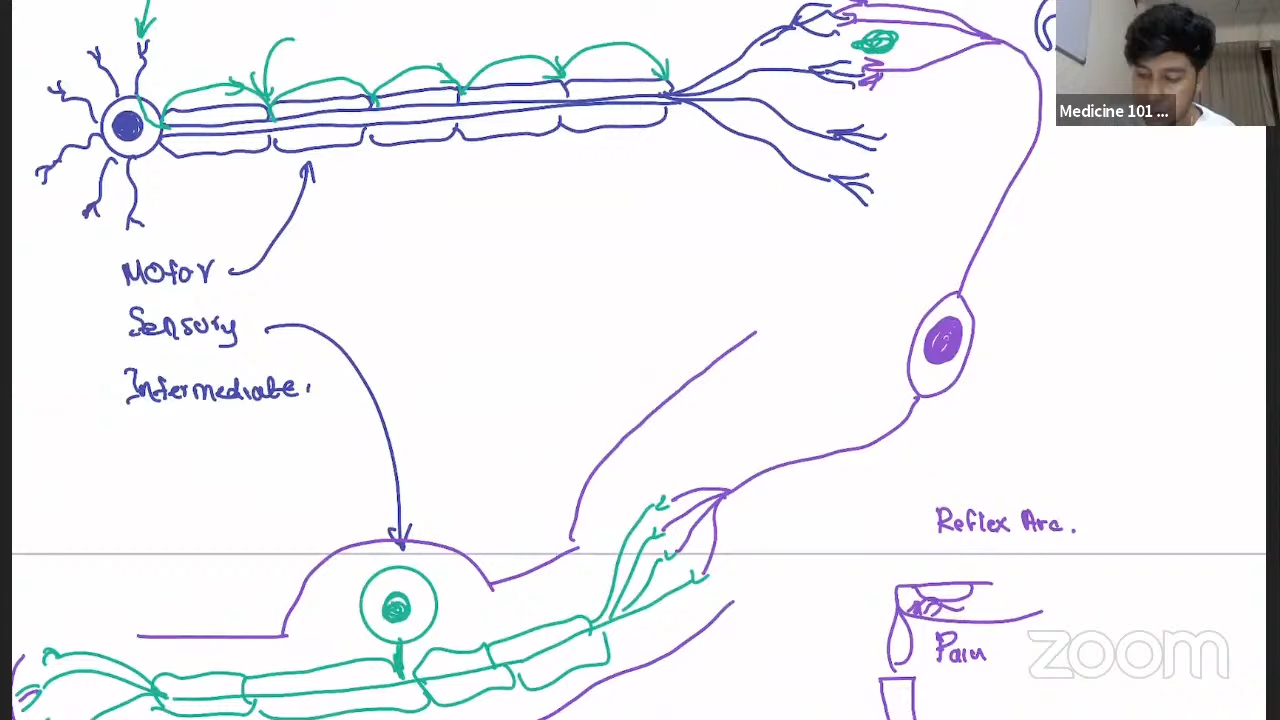 Medicine 101 ...
Motor
Sensory
Intermediate.
Reflex Arc.
Pain
zoom